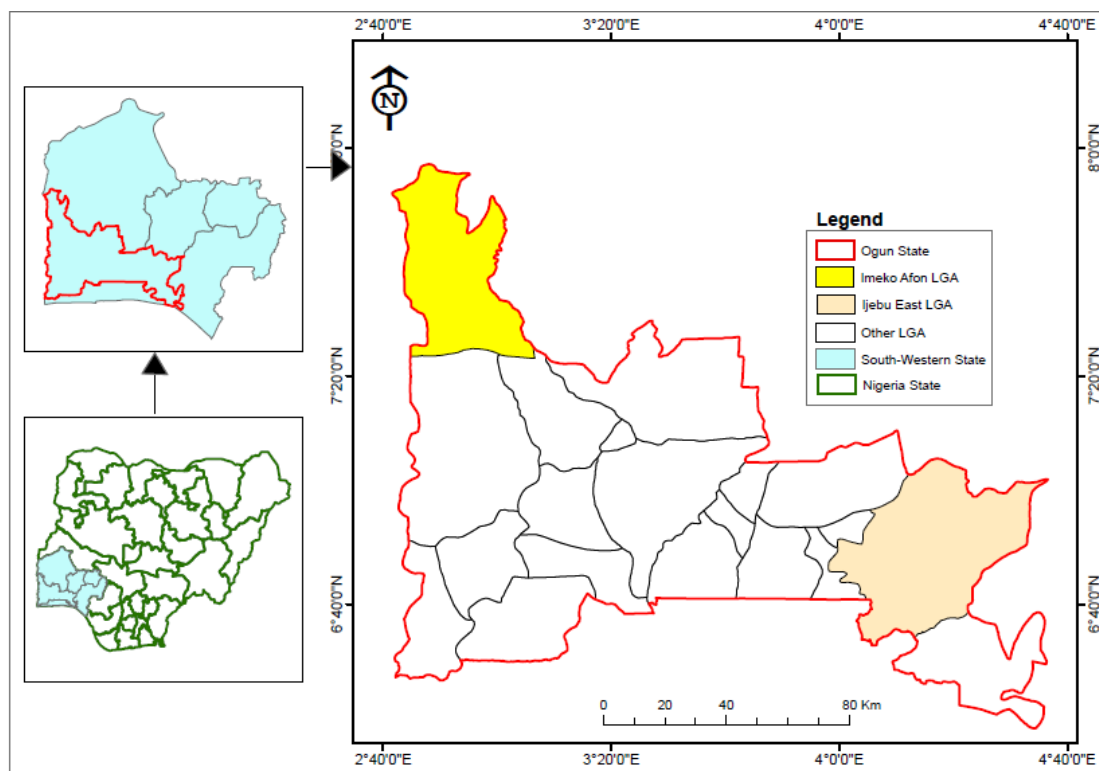 2°40'0"E 3°20'0"E 4°0'0"E 4°40'0"E
N
8°0'0"N
8°0'0"N
7°20'0"N
7°20'0"N
6°40'0"N
6°40'0"N
Legend
Ogun State
Imeko Afon LGA
Ijebu East LGA
Other LGA
South-Western State
Nigeria State
0 20 40 80 Km
2°40'0"E 3°20'0"E 4°0'0"E 4°40'0"E